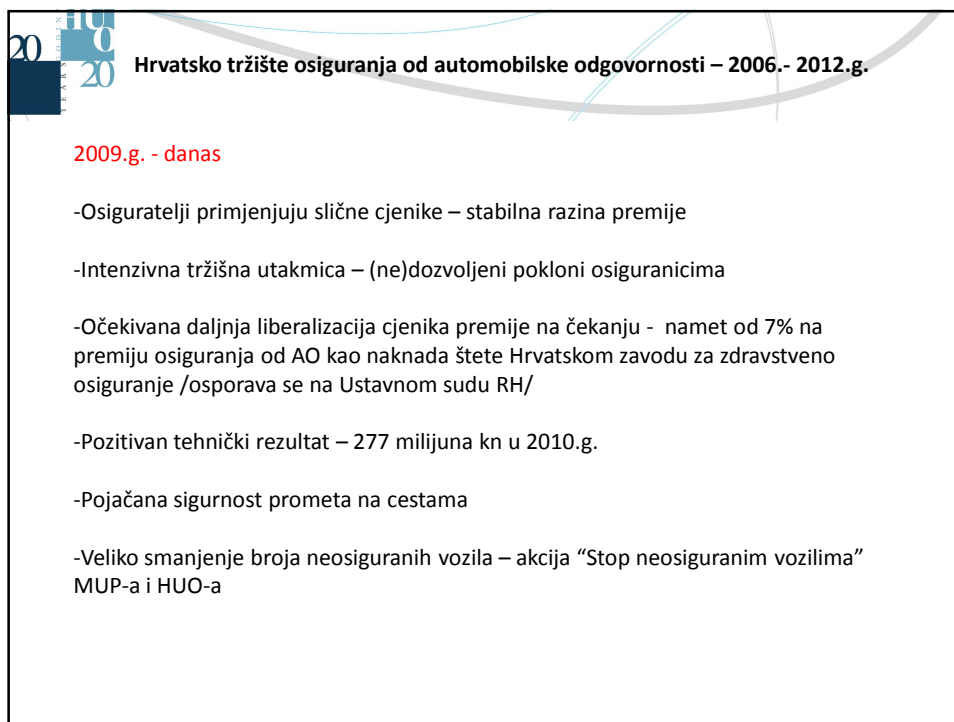 HUO
20
GODINA
YEARS
20
Hrvatsko tržište osiguranja od automobilske odgovornosti – 2006.- 2012.g.
2009.g. - danas
-Osiguratelji primjenjuju slične cjenike – stabilna razina premije
-Intenzivna tržišna utakmica – (ne)dozvoljeni pokloni osiguranicima
-Očekivana daljnja liberalizacija cjenika premije na čekanju - namet od 7% na
premiju osiguranja od AO kao naknada štete Hrvatskom zavodu za zdravstveno
osiguranje /osporava se na Ustavnom sudu RH/
-Pozitivan tehnički rezultat – 277 milijuna kn u 2010.g.
-Pojačana sigurnost prometa na cestama
-Veliko smanjenje broja neosiguranih vozila – akcija “Stop neosiguranim vozilima”
MUP-a i HUO-a